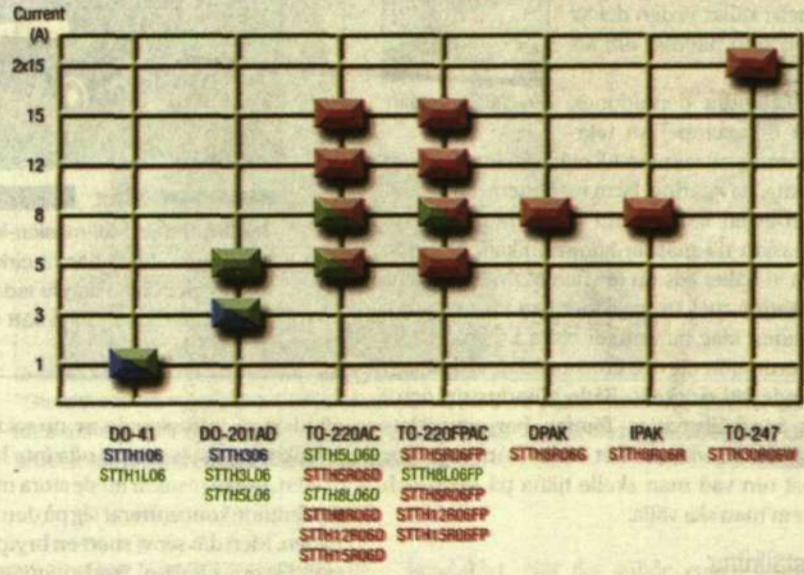 Current
(A)
2x15
15
12
8
5
3
1
DO-41 DO-201AD TO-220AC TO-220FPAC DPAK IPAK TO-247
STTH106 STTH306 STTH5L06D STTH5R06FP STTH8R06G STTH8R06R STTH30R06W
STTH1L06 STTH3L06 STTH5R06D STTH8L06FP
STTH5L06 STTH8L06D STTH8R06FP
STTH8R06D STTH12R06FP
STTH12R06D STTH15R06FP
STTH15R06D